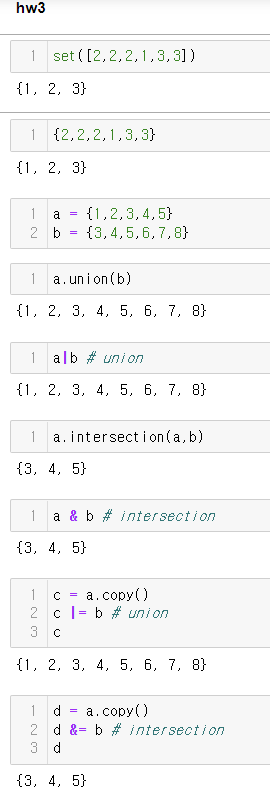 hw3
1 set([2,2,2,1,3,3])
{1, 2, 3}
1 {2,2,2,1,3,3}
{1, 2, 3}
1 a = {1,2,3,4,5}
2 b = {3,4,5,6,7,8}
1 a.union(b)
{1, 2, 3, 4, 5, 6, 7, 8}
1 a|b # union
{1, 2, 3, 4, 5, 6, 7, 8}
1 a.intersection(a,b)
{3, 4, 5}
1 a & b # intersection
{3, 4, 5}
1 c = a.copy()
2 c |= b # union
3 c
{1, 2, 3, 4, 5, 6, 7, 8}
1 d = a.copy()
2 d &= b # intersection
3 d
{3, 4, 5}